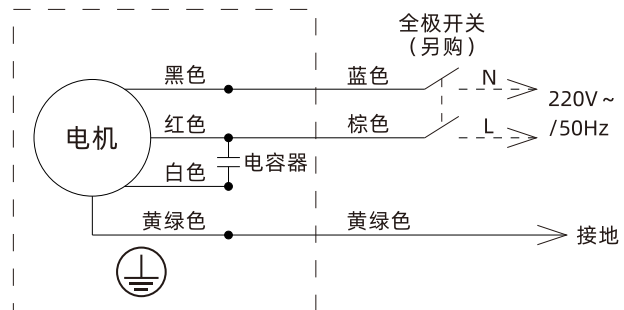 全极开关
(另购)
黑色
蓝色
N
220V~
/50Hz
红色
棕色
L
电机
电容器
白色
黄绿色
黄绿色
接地